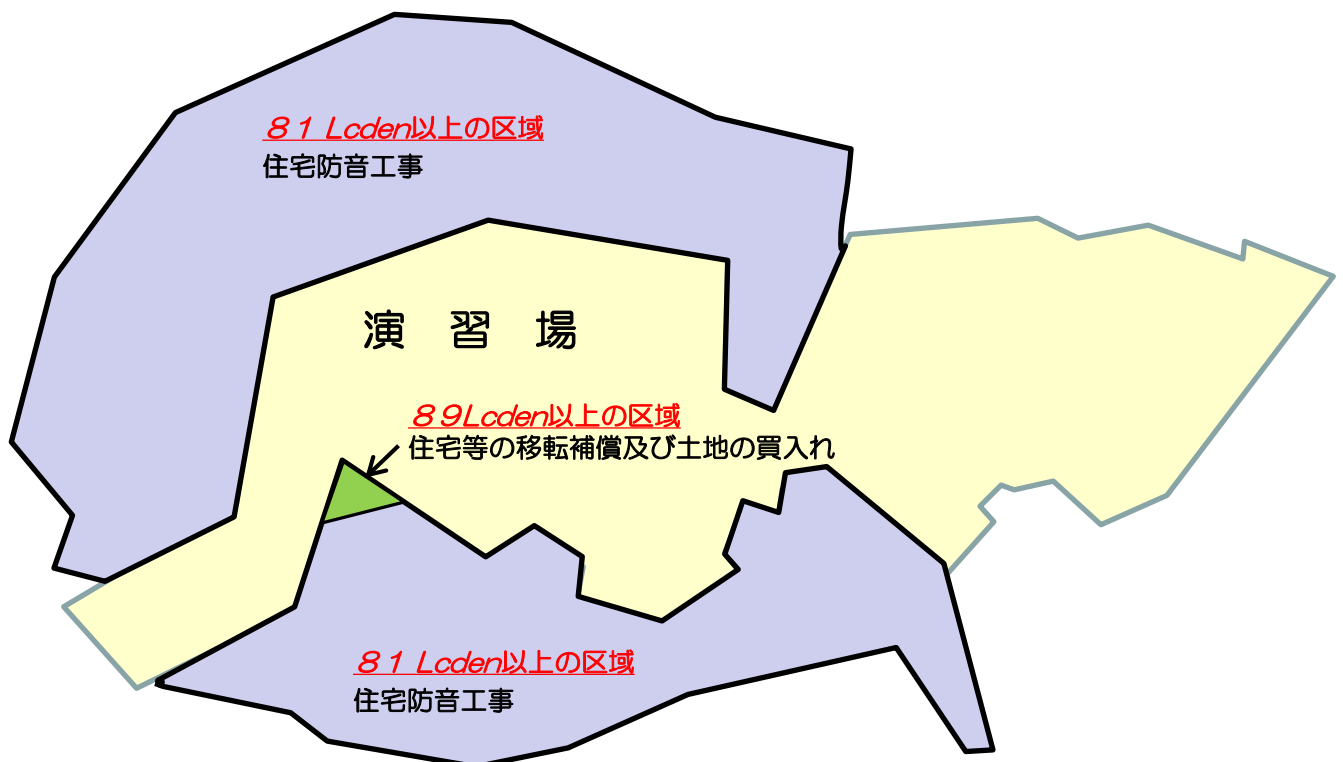 ８１ Lcden以上の区域
住宅防音工事
演　習　場
８９Lcden以上の区域
住宅等の移転補償及び土地の買入れ
８１ Lcden以上の区域
住宅防音工事